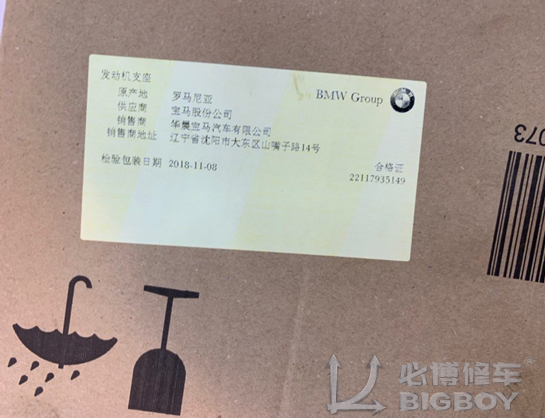 发动机支座
BMW Group
原产地 罗马尼亚
供应商 宝马股份公司
销售商 华晨宝马汽车有限公司
销售商地址 辽宁省沈阳市大东区山嘴子路14号
检验包装日期 2018-11-08
合格证
22117935149
073
必博修车
BIGBOY